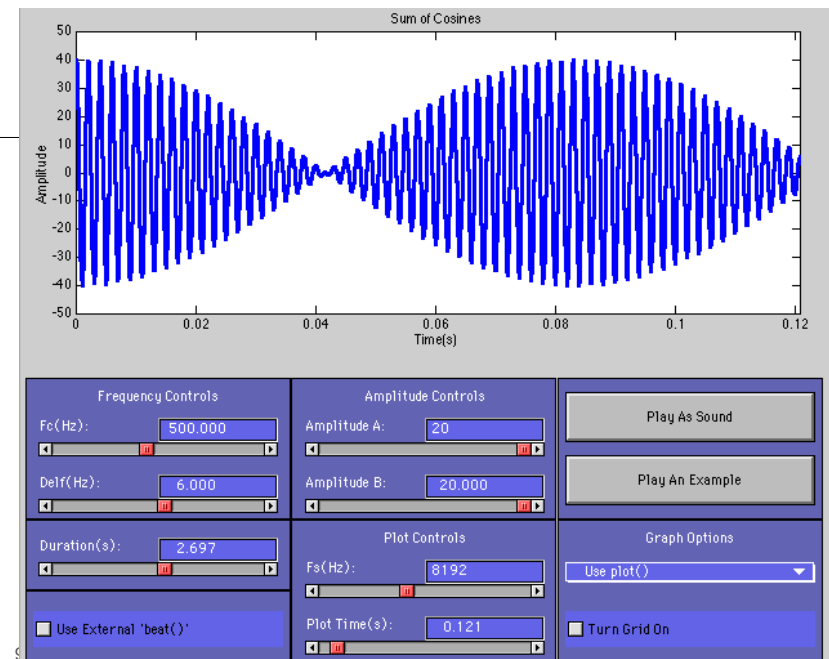 Sum of Cosines
50
40
30
20
10
0
-10
-20
-30
-40
-50
Amplitude
0 0.02 0.04 0.06 0.08 0.1 0.12
Time(s)
Frequency Controls
Fc(Hz): 500.000
Delf(Hz): 6.000
Duration(s): 2.697
Use External 'beat()'
Amplitude Controls
Amplitude A: 20
Amplitude B: 20.000
Plot Controls
Fs(Hz): 8192
Plot Time(s): 0.121
Play As Sound
Play An Example
Graph Options
Use plot()
Turn Grid On